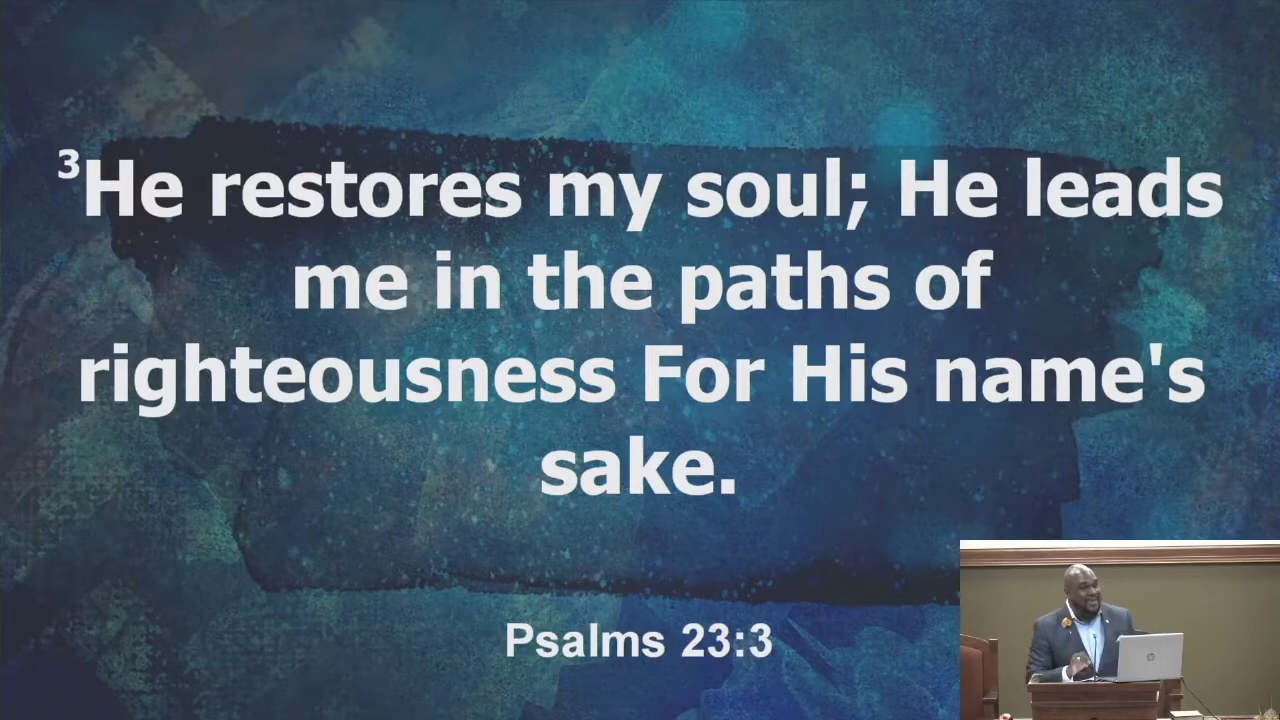 ³He restores my soul; He leads
me in the paths of
righteousness For His name's
sake.
Psalms 23:3